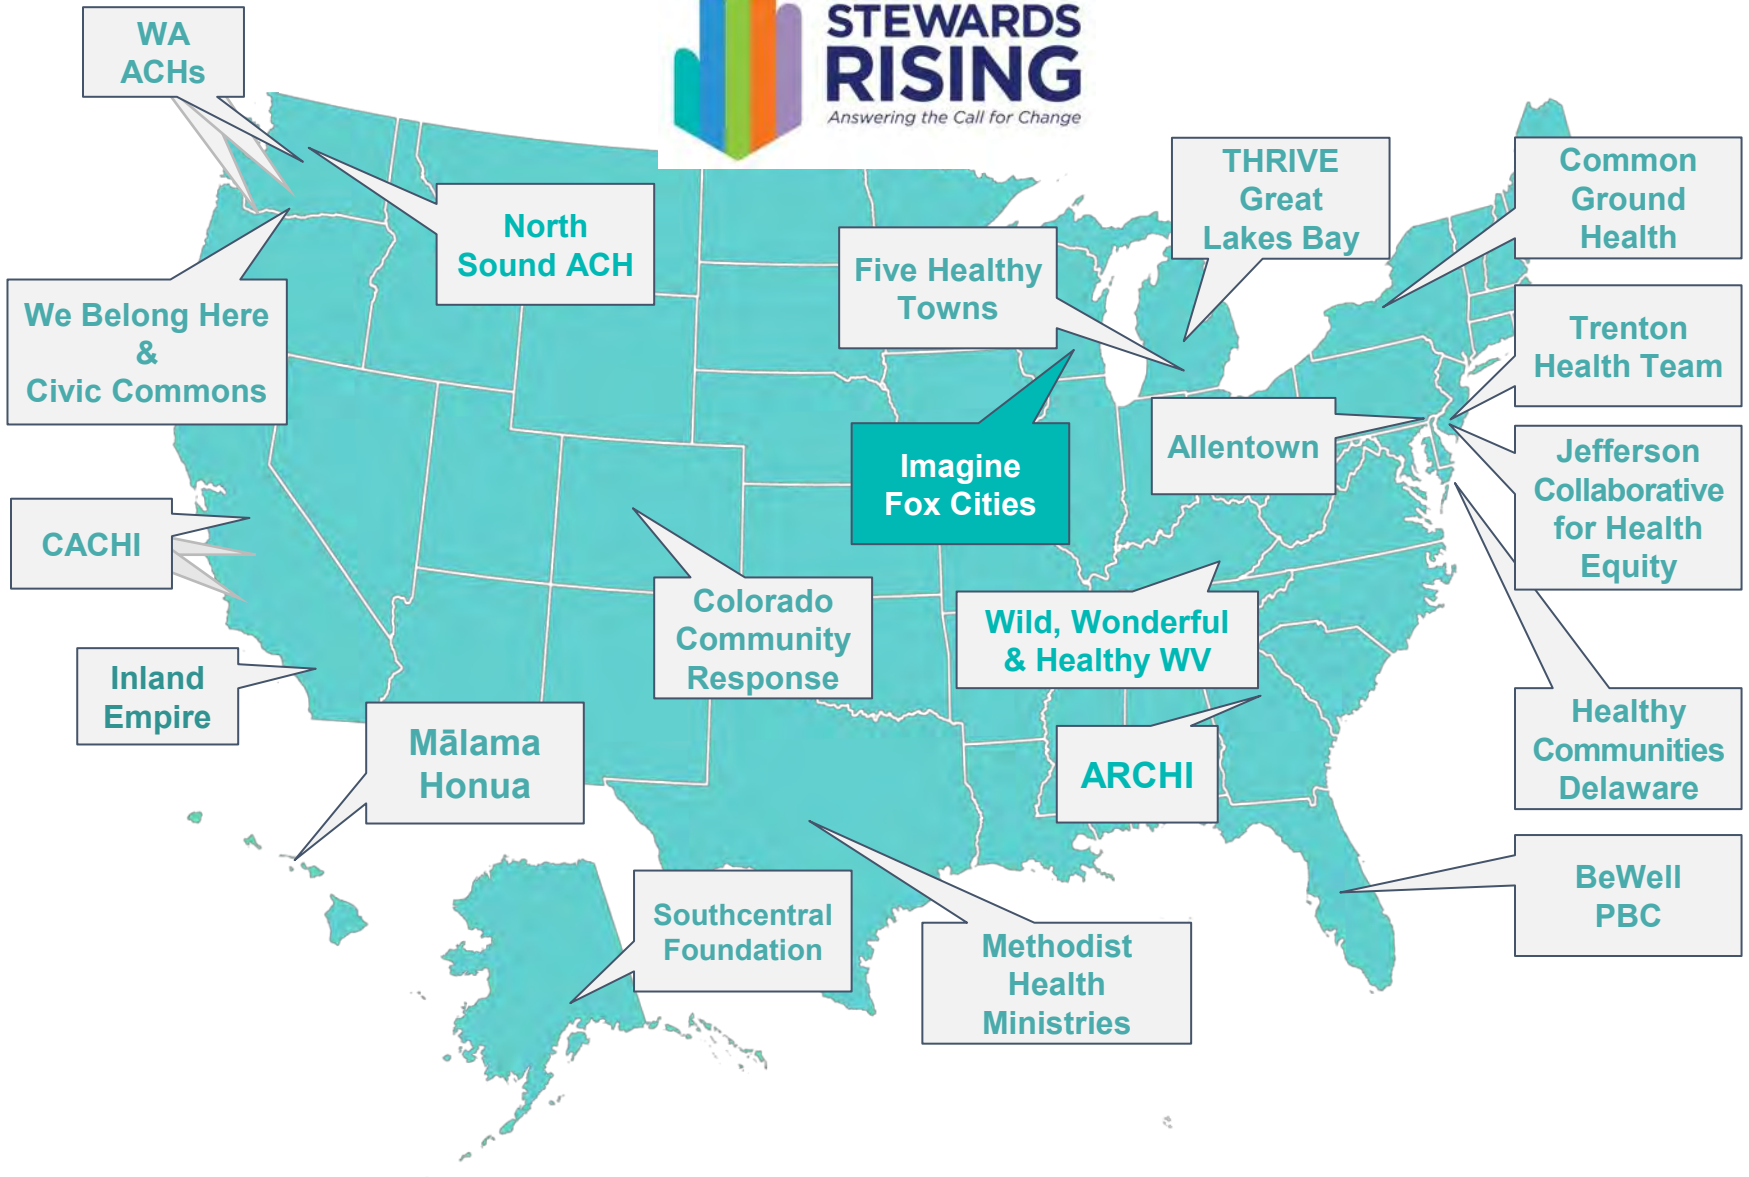 STEWARDS
RISING
Answering the Call for Change
WA
ACHs
North
Sound ACH
We Belong Here
&
Civic Commons
CACHI
Inland
Empire
Mālama
Honua
Southcentral
Foundation
Colorado
Community
Response
Five Healthy
Towns
Imagine
Fox Cities
THRIVE
Great
Lakes Bay
Allentown
Wild, Wonderful
& Healthy WV
ARCHI
Methodist
Health
Ministries
Common
Ground
Health
Trenton
Health Team
Jefferson
Collaborative
for Health
Equity
Healthy
Communities
Delaware
BeWell
PBC